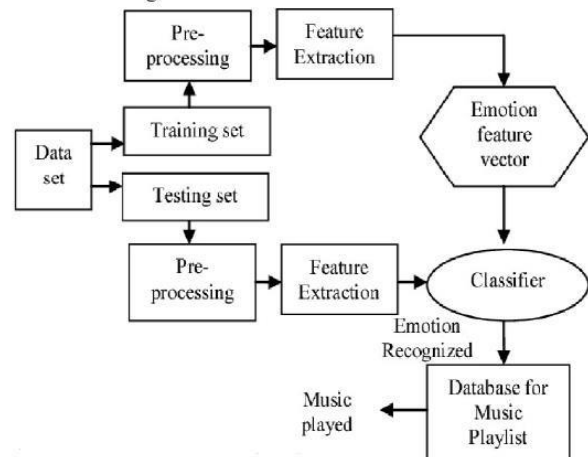 Pre-
processing
Feature
Extraction
Emotion
feature
vector
Training set
Data
set
Testing set
Pre-
processing
Feature
Extraction
Classifier
Emotion
Recognized
Database for
Music
Playlist
Music
played